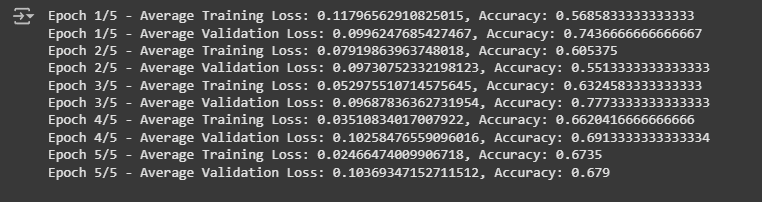 Epoch 1/5 - Average Training Loss: 0.11796562910825015, Accuracy: 0.5685833333333333
Epoch 1/5 - Average Validation Loss: 0.0996247685427467, Accuracy: 0.7436666666666667
Epoch 2/5 - Average Training Loss: 0.07919863963748018, Accuracy: 0.605375
Epoch 2/5 - Average Validation Loss: 0.09730752332198123, Accuracy: 0.5513333333333333
Epoch 3/5 - Average Training Loss: 0.052975510714575645, Accuracy: 0.6324583333333333
Epoch 3/5 - Average Validation Loss: 0.09687836362731954, Accuracy: 0.7773333333333333
Epoch 4/5 - Average Training Loss: 0.03510834017007922, Accuracy: 0.6620416666666666
Epoch 4/5 - Average Validation Loss: 0.10258476559096016, Accuracy: 0.6913333333333334
Epoch 5/5 - Average Training Loss: 0.02466474009906718, Accuracy: 0.6735
Epoch 5/5 - Average Validation Loss: 0.10369347152711512, Accuracy: 0.679